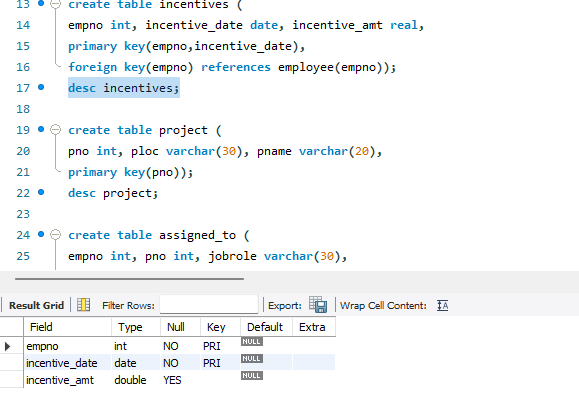 13 create table incentives (
14 empno int, incentive_date date, incentive_amt real,
15 primary key(empno,incentive_date),
16 foreign key(empno) references employee(empno));
17 desc incentives;
18
19 create table project (
20 pno int, ploc varchar(30), pname varchar(20),
21 primary key(pno));
22 desc project;
23
24 create table assigned_to (
25 empno int, pno int, jobrole varchar(30),
Result Grid Filter Rows: Export: Wrap Cell Content: IA
Field Type Null Key Default Extra
empno int NO PRI NULL
incentive_date date NO PRI NULL
incentive_amt double YES NULL